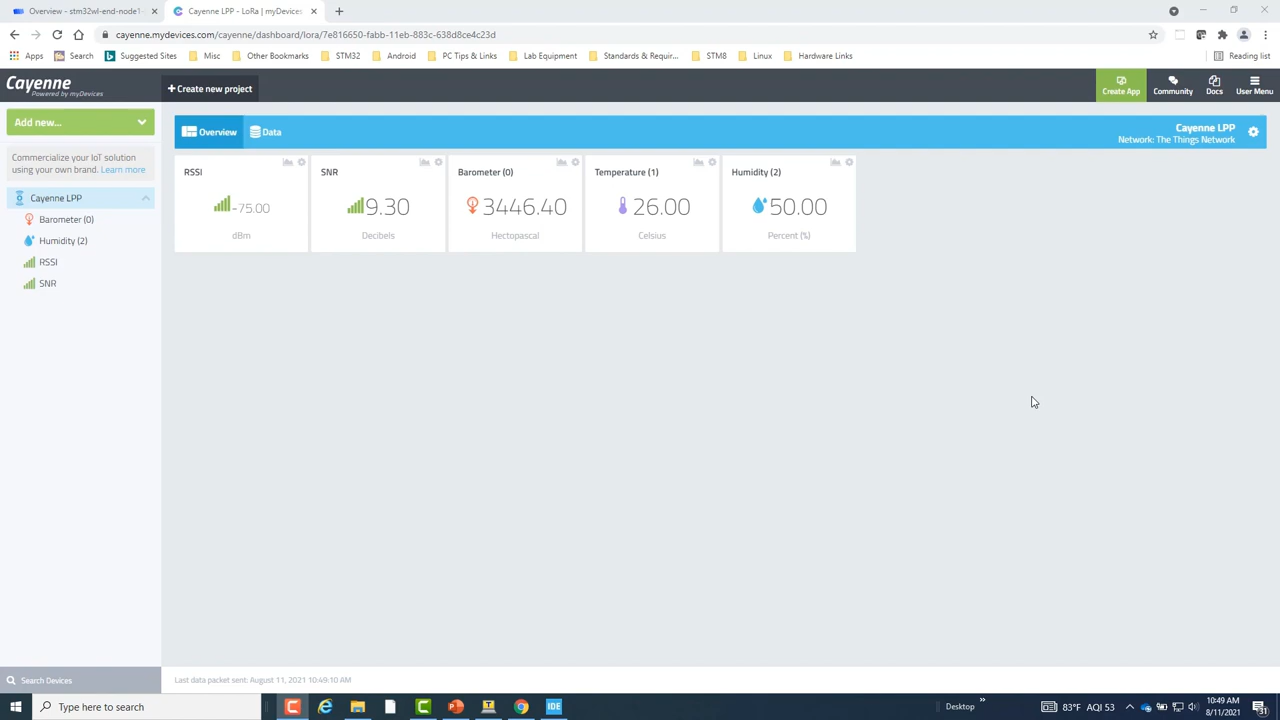 Overview - stm32wl-end-node1-
Cayenne LPP - LoRa | myDevices
cayenne.mydevices.com/cayenne/dashboard/lora/7e816650-fabb-11eb-883c-638d8ce4c23d
Apps
Search
Suggested Sites
Misc
Other Bookmarks
STM32
Android
PC Tips & Links
Lab Equipment
Standards & Requir...
STM8
Linux
Hardware Links
Reading list
Cayenne
Powered by myDevices
+ Create new project
Create App
Community
Docs
User Menu
Add new...
Commercialize your IoT solution
using your own brand. Learn more
Cayenne LPP
Barometer (0)
Humidity (2)
RSSI
SNR
Overview
Data
Cayenne LPP
Network: The Things Network
RSSI
-75.00
dBm
SNR
9.30
Decibels
Barometer (0)
3446.40
Hectopascal
Temperature (1)
26.00
Celsius
Humidity (2)
50.00
Percent (%)
Search Devices
Last data packet sent: August 11, 2021 10:49:10 AM
Type here to search
IDE
Desktop
83°F AQI 53
10:49 AM
8/11/2021
31